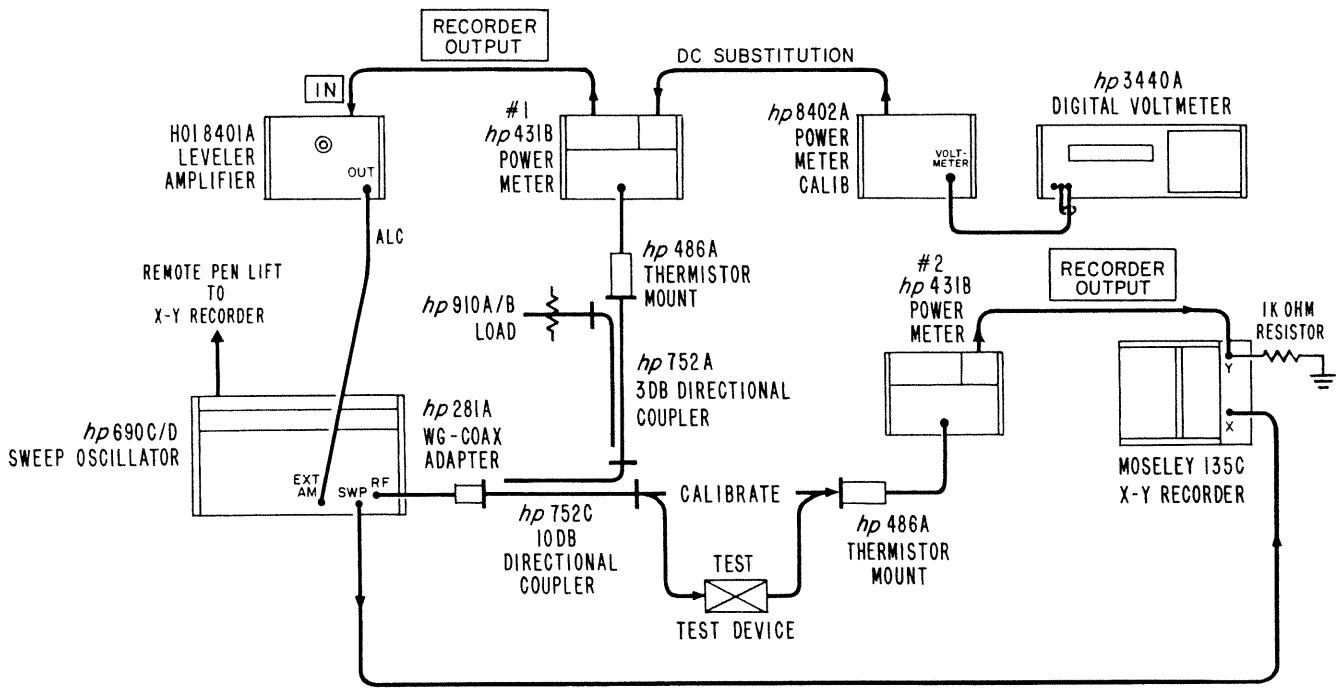 RECORDER
OUTPUT
IN
DC SUBSTITUTION
hp 3440A
DIGITAL VOLTMETER
#1
hp 431B
POWER
METER
hp 8402A
POWER
METER
CALIB
VOLT-
METER
H01 8401A
LEVELER
AMPLIFIER
OUT
ALC
REMOTE PEN LIFT
TO
X-Y RECORDER
hp 486A
THERMISTOR
MOUNT
hp 910A/B
LOAD
#2
hp 431B
POWER
METER
RECORDER
OUTPUT
1K OHM
RESISTOR
Y
X
hp 752A
3DB DIRECTIONAL
COUPLER
hp 281A
WG-COAX
ADAPTER
hp 690C/D
SWEEP OSCILLATOR
EXT
AM
SWP
RF
MOSELEY 135C
X-Y RECORDER
CALIBRATE
hp 752C
10DB
DIRECTIONAL
COUPLER
hp 486A
THERMISTOR
MOUNT
TEST
TEST DEVICE